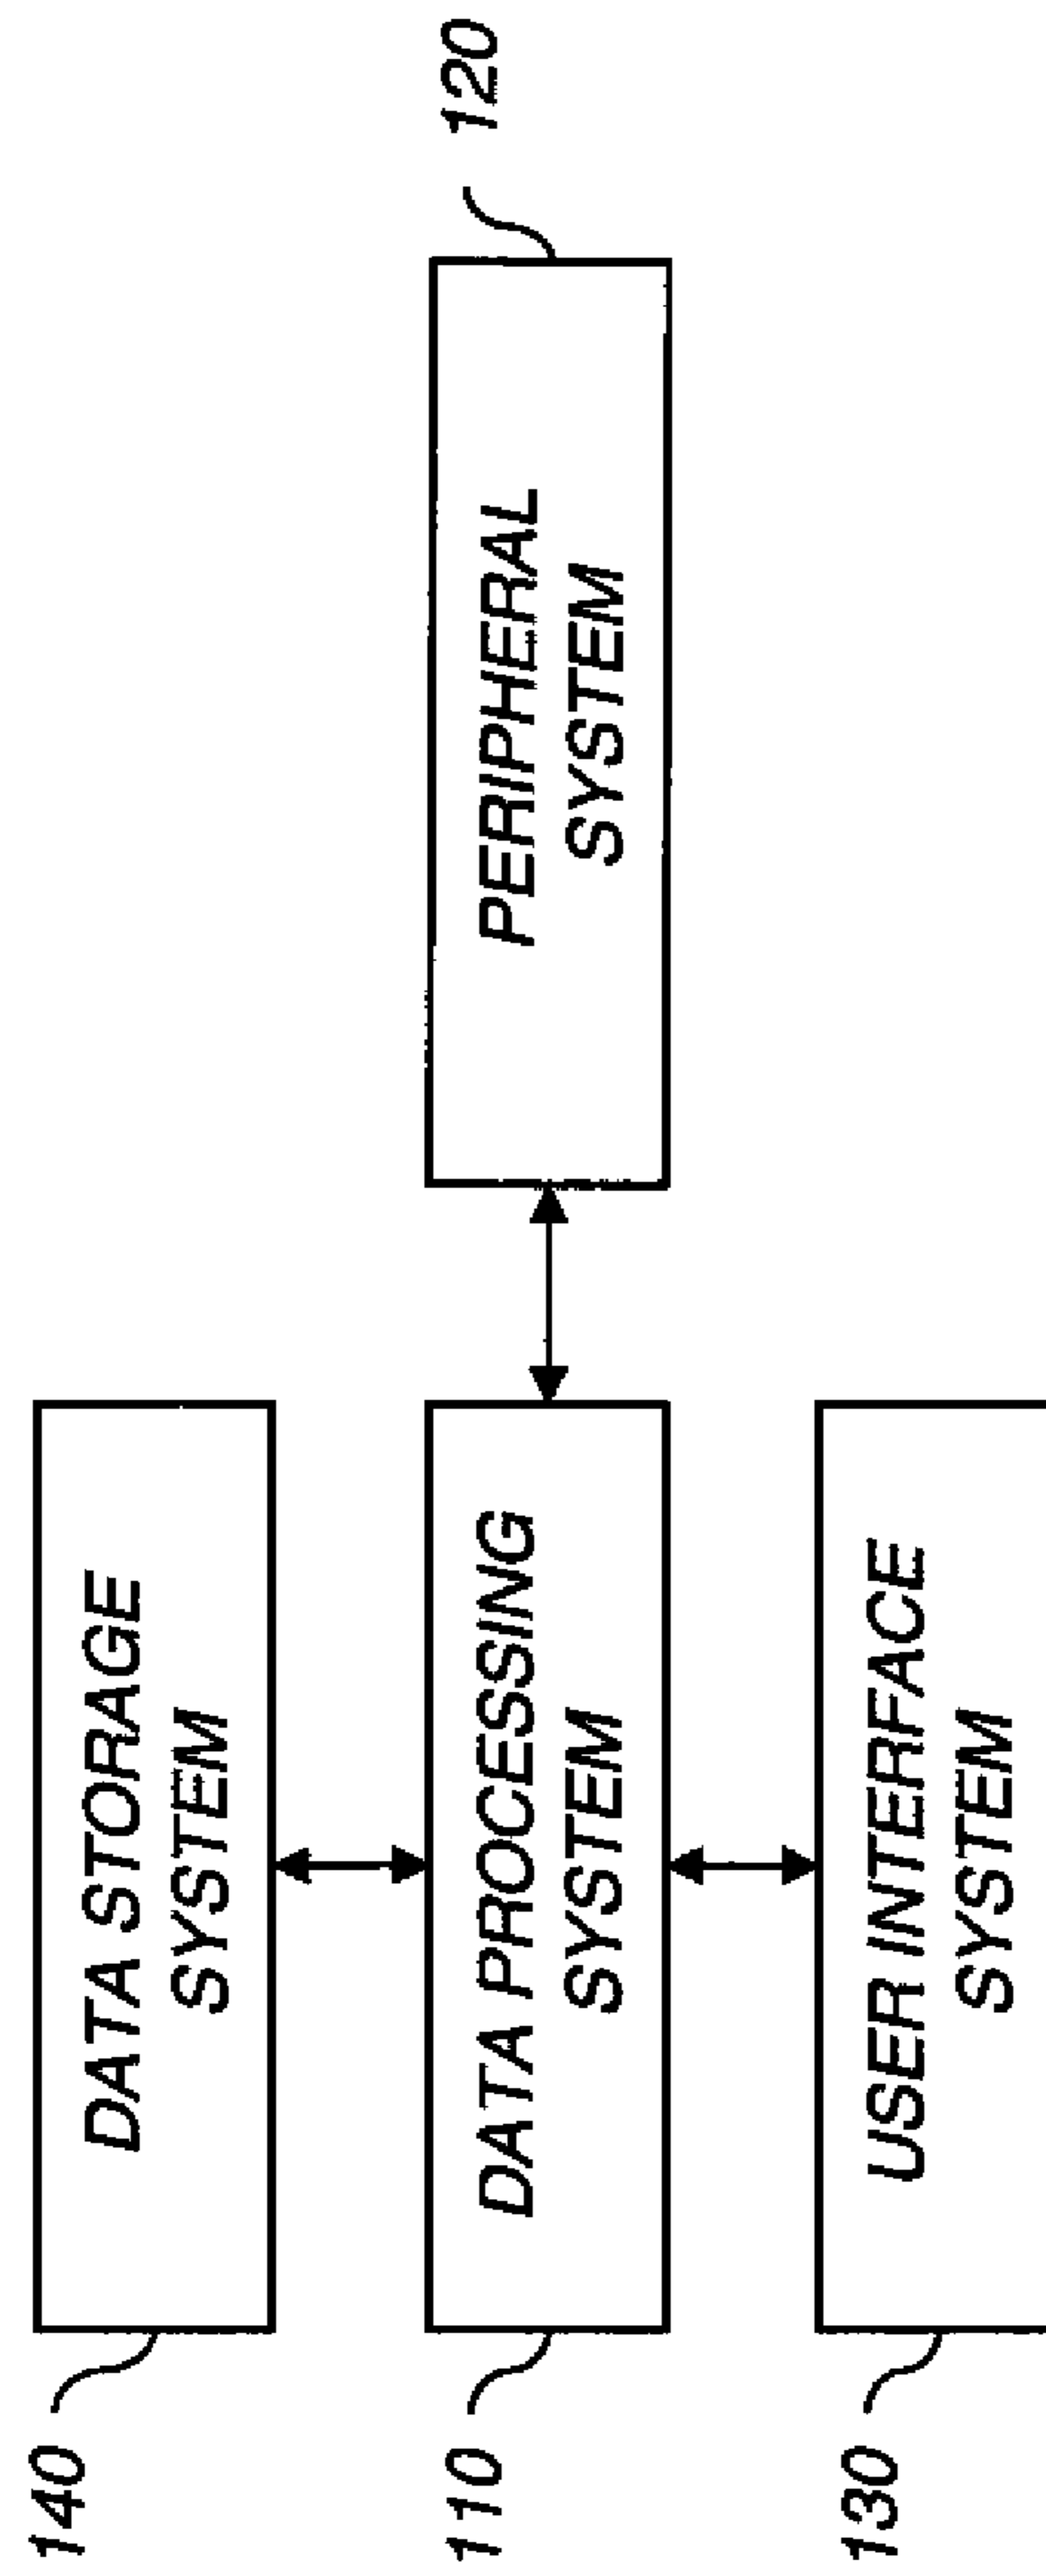 140
DATA STORAGE
SYSTEM
110
DATA PROCESSING
SYSTEM
PERIPHERAL
SYSTEM
120
130
USER INTERFACE
SYSTEM